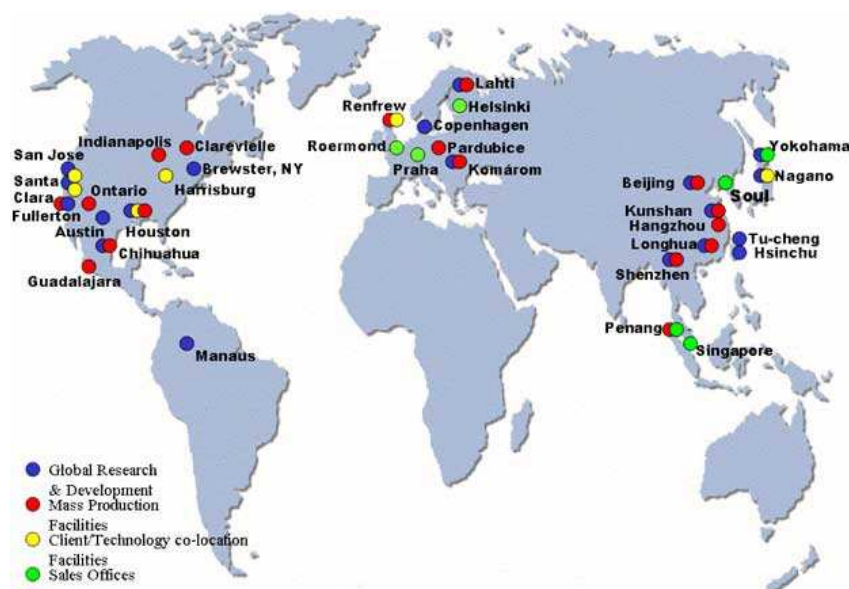 Lahti
Renfrew
Helsinki
Copenhagen
Indianapolis
Clarevielle
Roermond
Pardubice
San Jose
Brewster, NY
Praha
Komárom
Yokohama
Santa
Clara
Ontario
Harrisburg
Beijing
Soul
Nagano
Fullerton
Kunshan
Austin
Houston
Hangzhou
Chihuahua
Longhua
Tu-cheng
Hsinchu
Guadalajara
Shenzhen
Penang
Manaus
Singapore
Global Research
& Development
Mass Production
Facilities
Client/Technology co-location
Facilities
Sales Offices